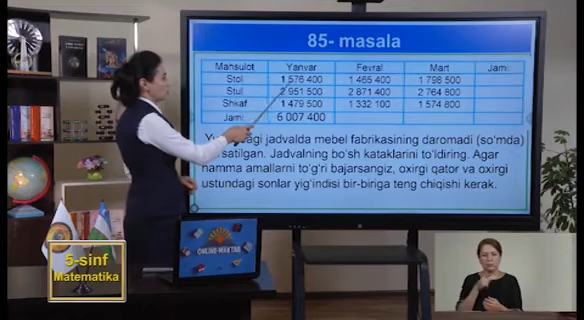 85- masala
Mahsulot Yanvar Fevral Mart Jami:
Stol 1 576 400 1 465 400 1 798 500
Stul 2 951 500 2 871 400 2 764 800
Shkaf 1 479 500 1 332 100 1 574 800
Jami: 6 007 400
jadvalda mebel fabrikasining daromadi (so'mda)
satilgan. Jadvalning bo'sh kataklarini to'ldiring. Agar
hamma amallarni to'g'ri bajarsangiz, oxirgi qator va oxirgi
ustundagi sonlar yig'indisi bir-biriga teng chiqishi kerak.
ONLINE-MAKTAB
5-sinf
Matematika